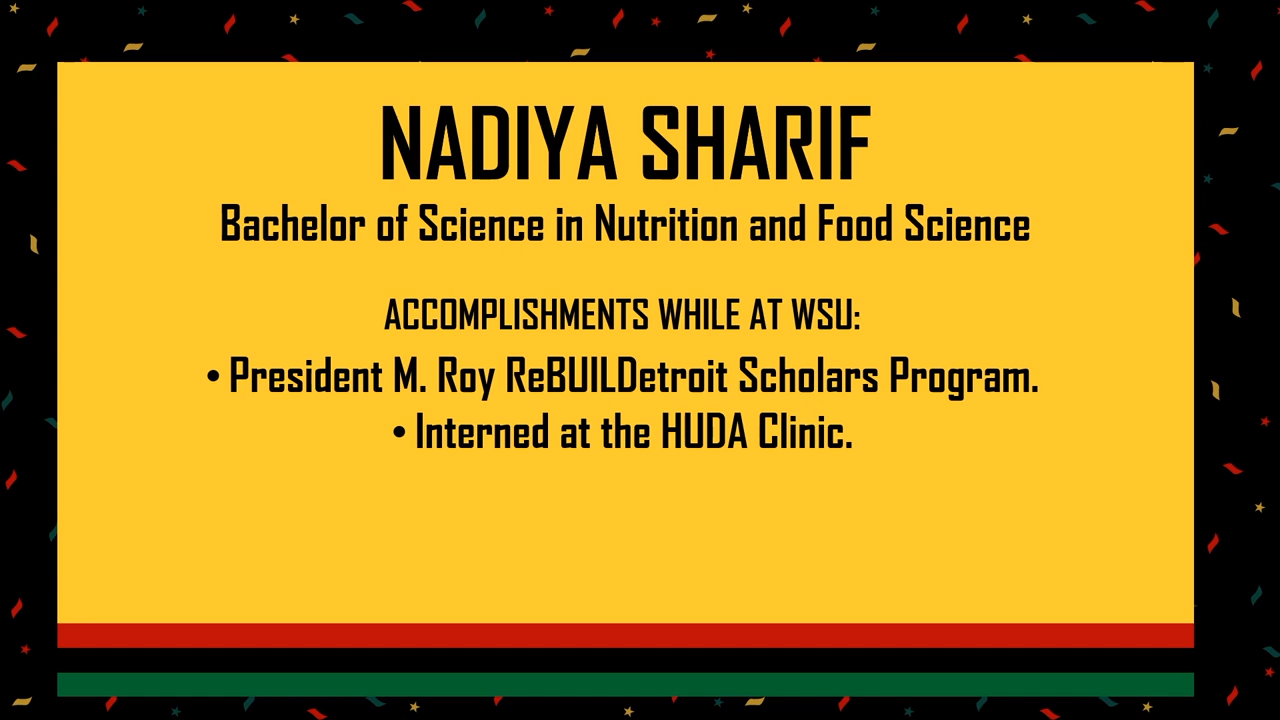 NADIYA SHARIF
Bachelor of Science in Nutrition and Food Science
ACCOMPLISHMENTS WHILE AT WSU:
• President M. Roy ReBUILDetroit Scholars Program.
• Interned at the HUDA Clinic.